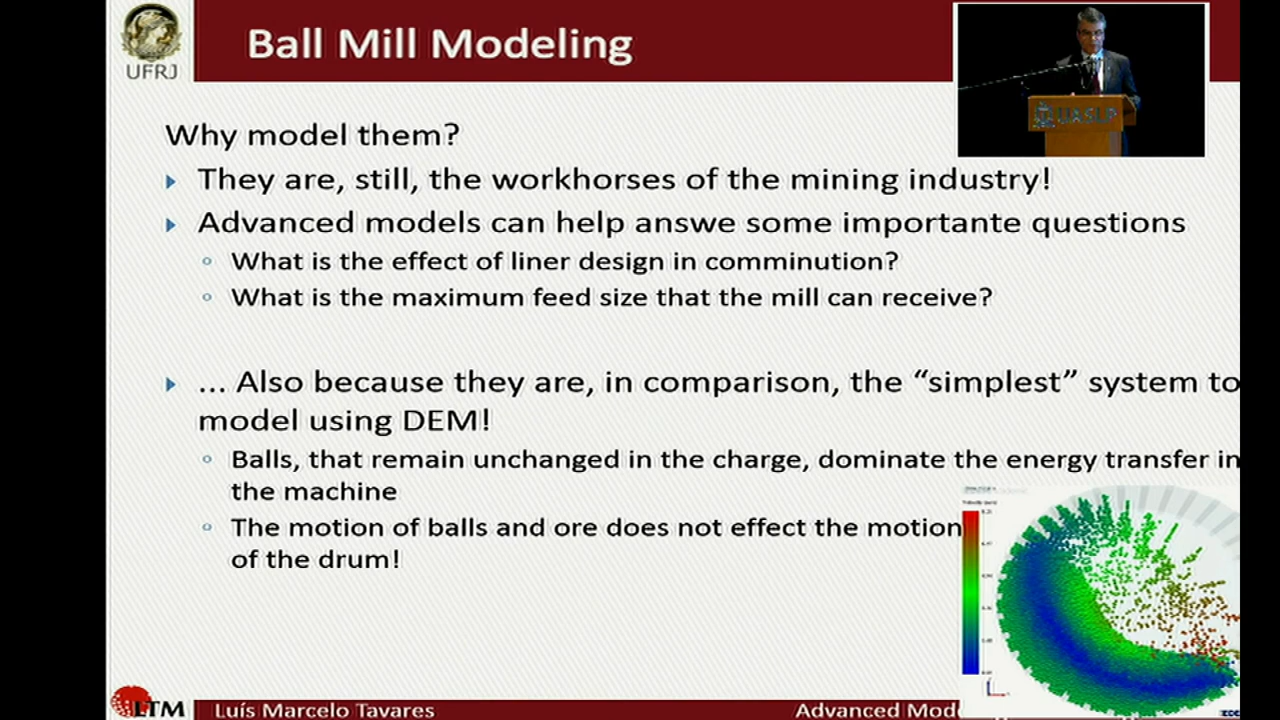 UFRJ
Ball Mill Modeling
UASLP
Why model them?
They are, still, the workhorses of the mining industry!
Advanced models can help answe some importante questions
What is the effect of liner design in comminution?
What is the maximum feed size that the mill can receive?
... Also because they are, in comparison, the “simplest” system to
model using DEM!
Balls, that remain unchanged in the charge, dominate the energy transfer in
the machine
The motion of balls and ore does not effect the motion
of the drum!
LTM
Luís Marcelo Tavares
Advanced